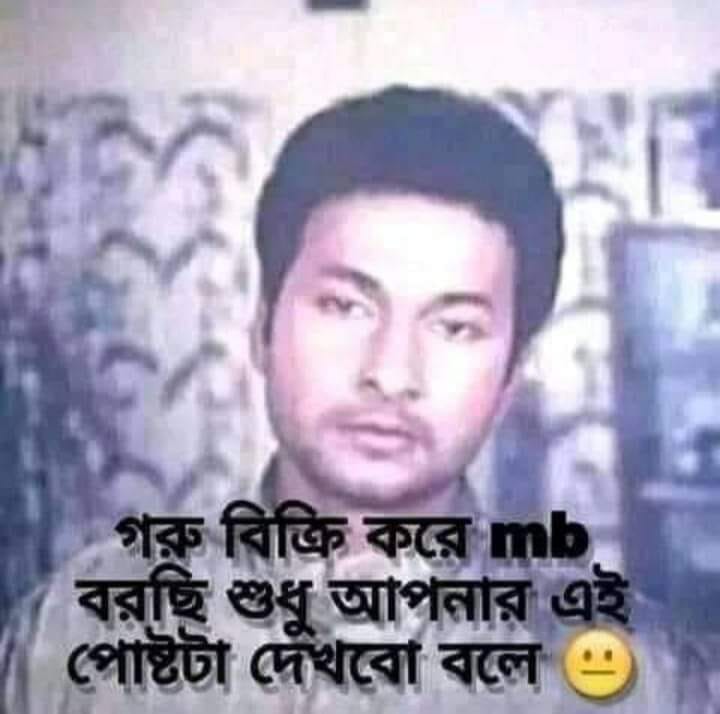 গরু বিক্রি করে mb
বরছি শুধু আপনার এই
পোষ্টটা দেখবো বলে 😐